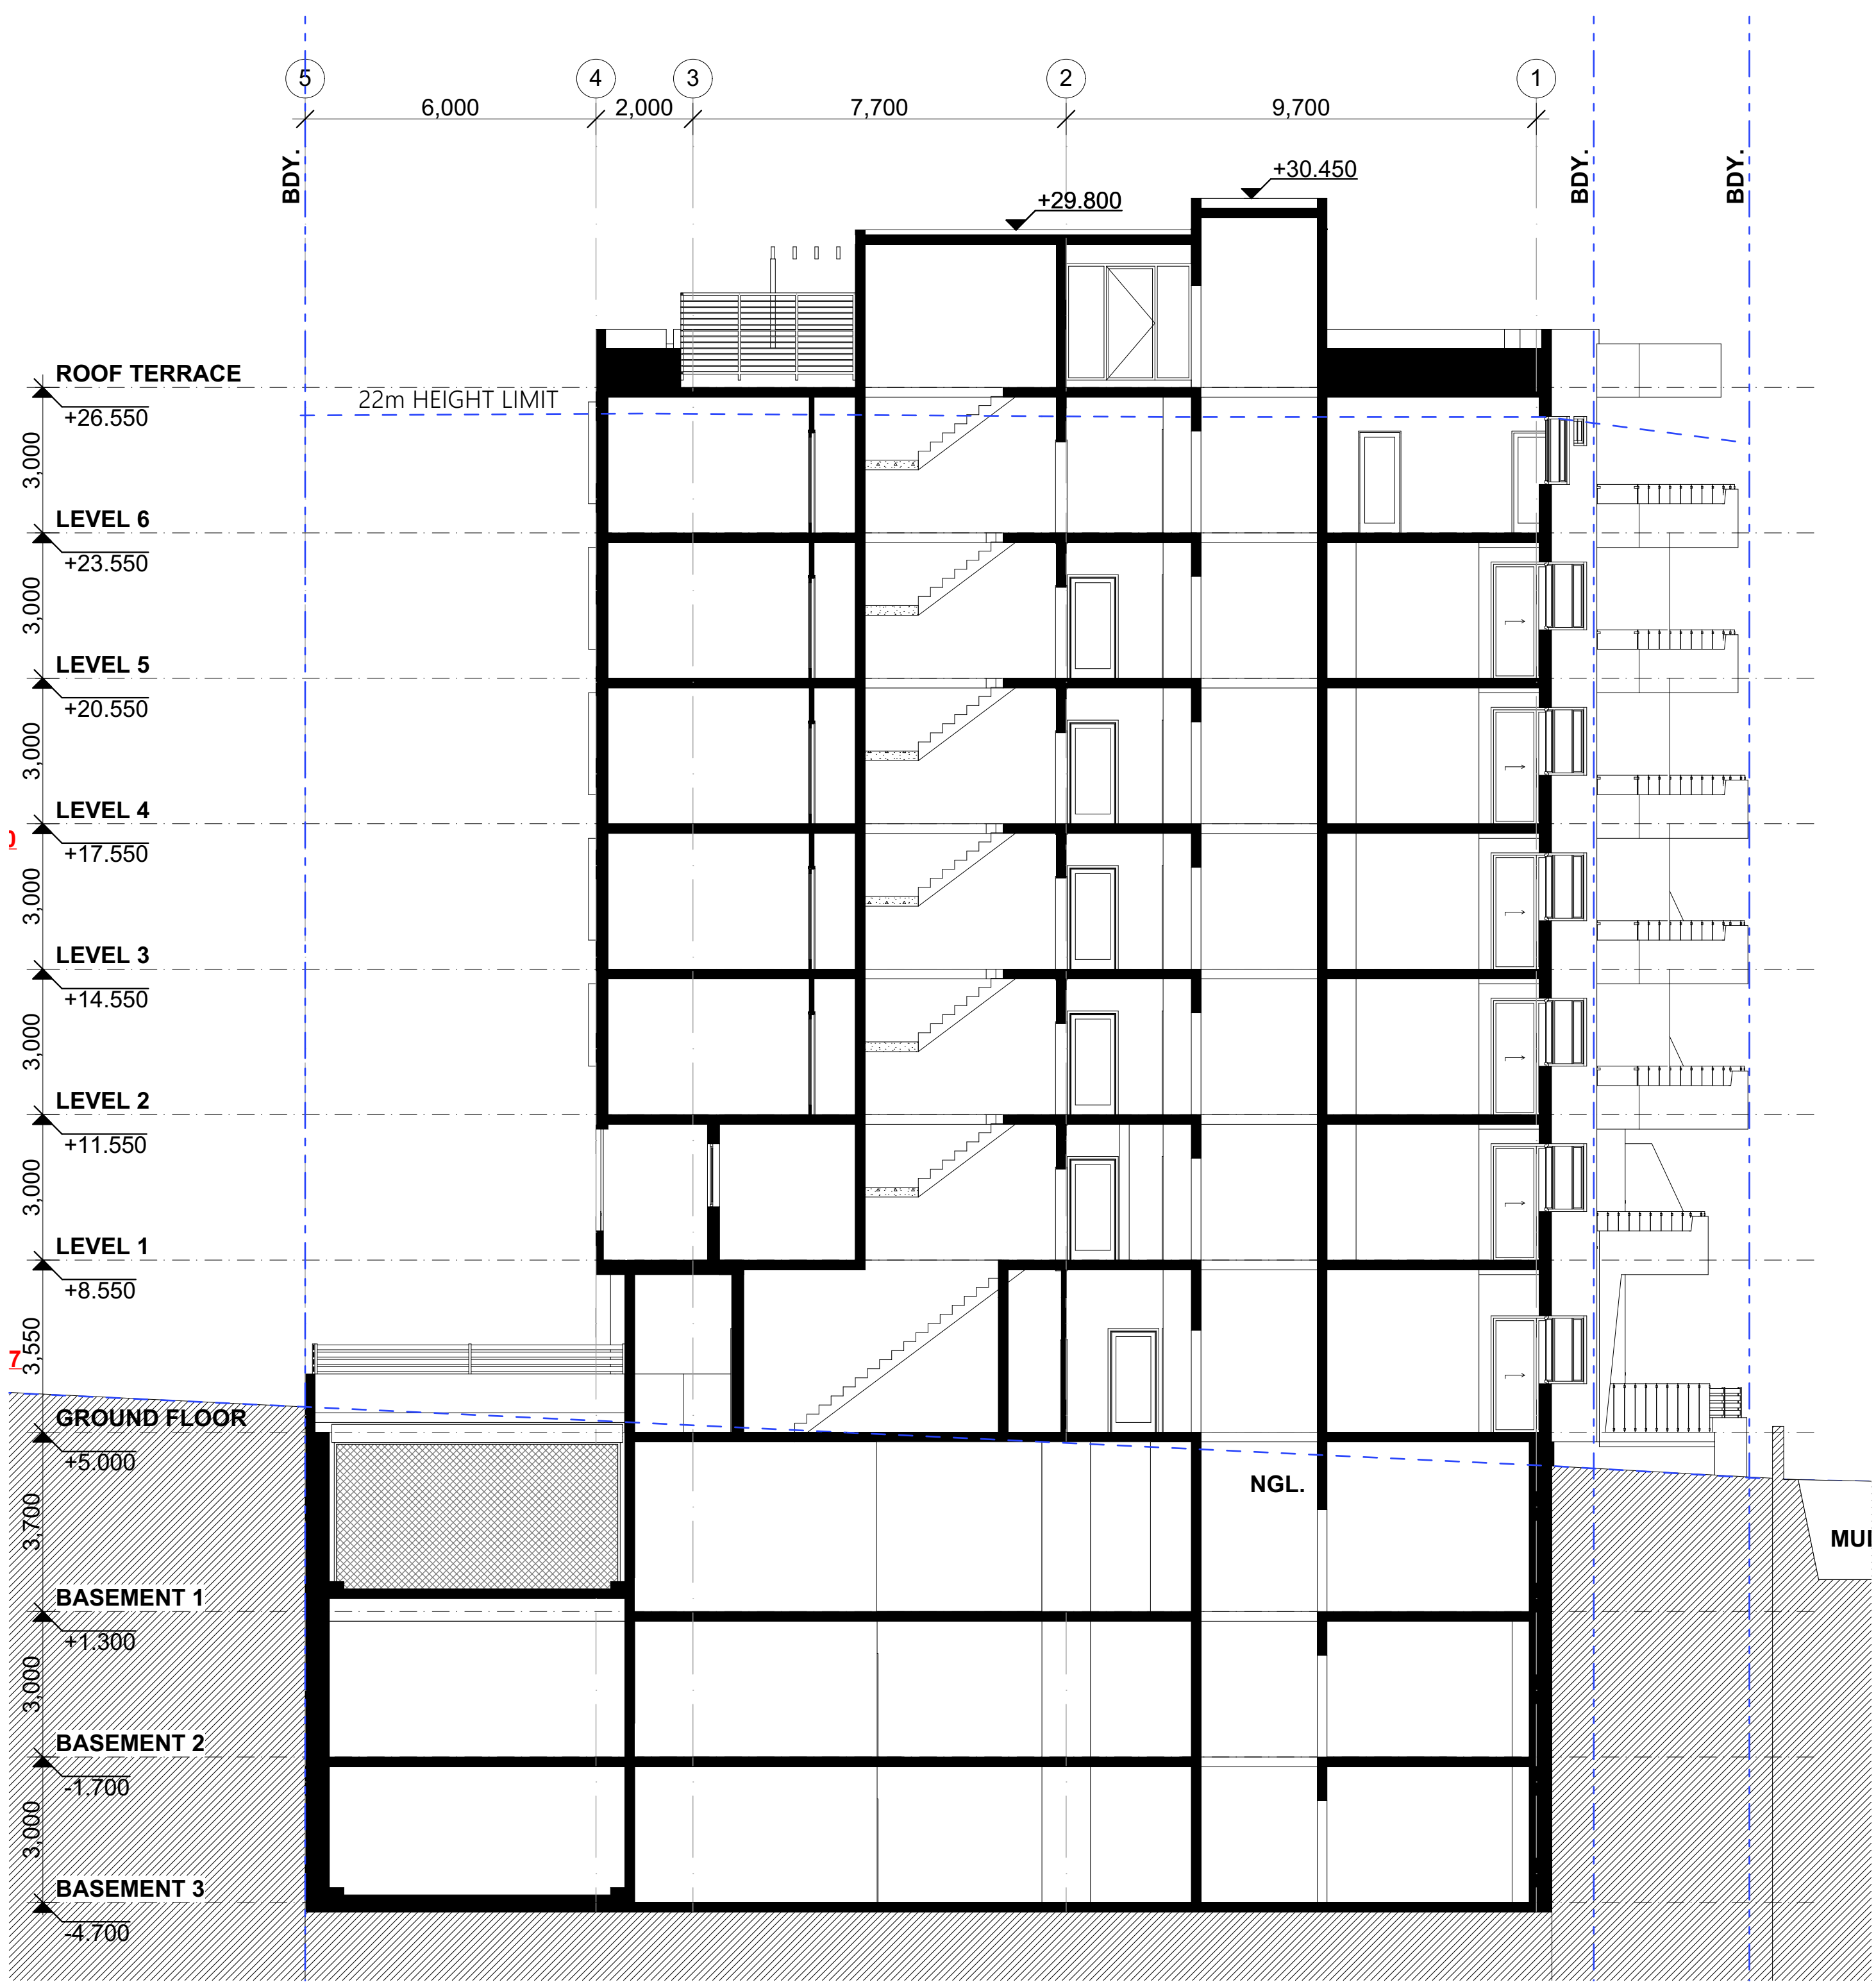 5
4
3
2
1
6,000
2,000
7,700
9,700
BDY.
BDY.
BDY.
+30.450
+29.800
ROOF TERRACE
+26.550
22m HEIGHT LIMIT
3,000
LEVEL 6
+23.550
3,000
LEVEL 5
+20.550
3,000
LEVEL 4
+17.550
3,000
LEVEL 3
+14.550
3,000
LEVEL 2
+11.550
3,000
LEVEL 1
+8.550
3,550
7
GROUND FLOOR
+5.000
NGL.
3,700
BASEMENT 1
+1.300
3,000
BASEMENT 2
-1.700
3,000
BASEMENT 3
-4.700